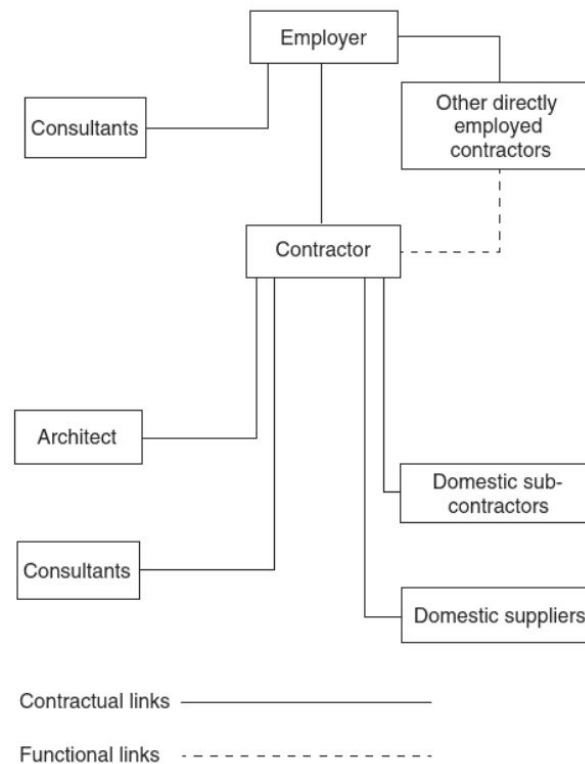 Employer
Consultants
Other directly
employed
contractors
Contractor
Architect
Domestic sub-
contractors
Consultants
Domestic suppliers
Contractual links
Functional links